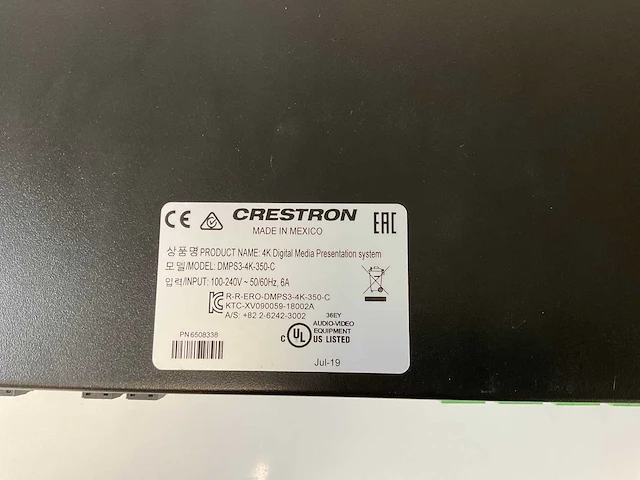 CE CRESTRON EAC
MADE IN MEXICO
상품명 PRODUCT NAME: 4K Digital Media Presentation system
모델/MODEL: DMPS3-4K-350-C
입력/INPUT: 100-240V ~ 50/60Hz, 6A
R-R-ERO-DMPS3-4K-350-C
KTC-XV090059-18002A
A/S: +82 2-6242-3002
36EY
PN 6508338
C UL US LISTED
AUDIO-VIDEO
EQUIPMENT
Jul-19